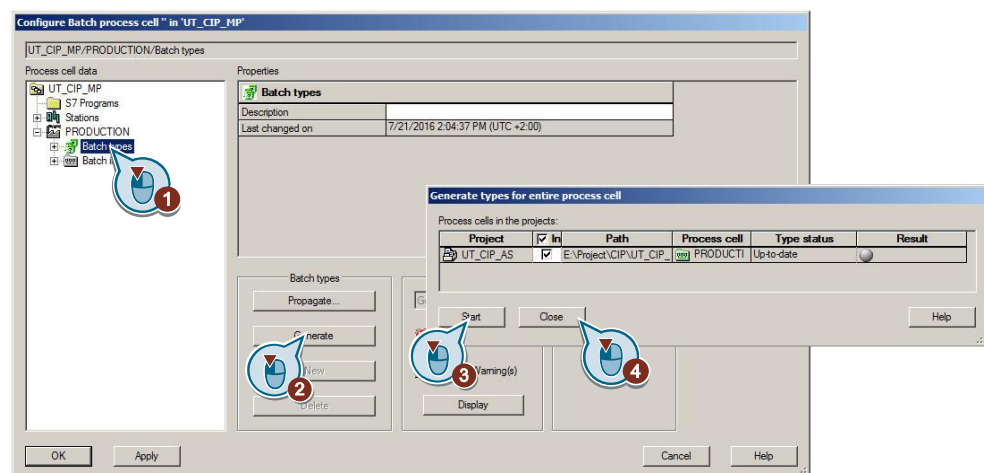 Configure Batch process cell '' in 'UT_CIP_MP'
UT_CIP_MP/PRODUCTION/Batch types
Process cell data
UT_CIP_MP
S7 Programs
Stations
PRODUCTION
Batch types
Batch i
1
Properties
Batch types
Description
Last changed on 7/21/2016 2:04:37 PM (UTC +2:00)
Generate types for entire process cell
Process cells in the projects:
Project In Path Process cell Type status Result
UT_CIP_AS E:\Project\CIP\UT_CIP_ PRODUCTI Up-to-date
Start Close Help
3 4
Batch types
Propagate...
Generate
2
New
Delete
Warning(s)
Display
OK Apply Cancel Help